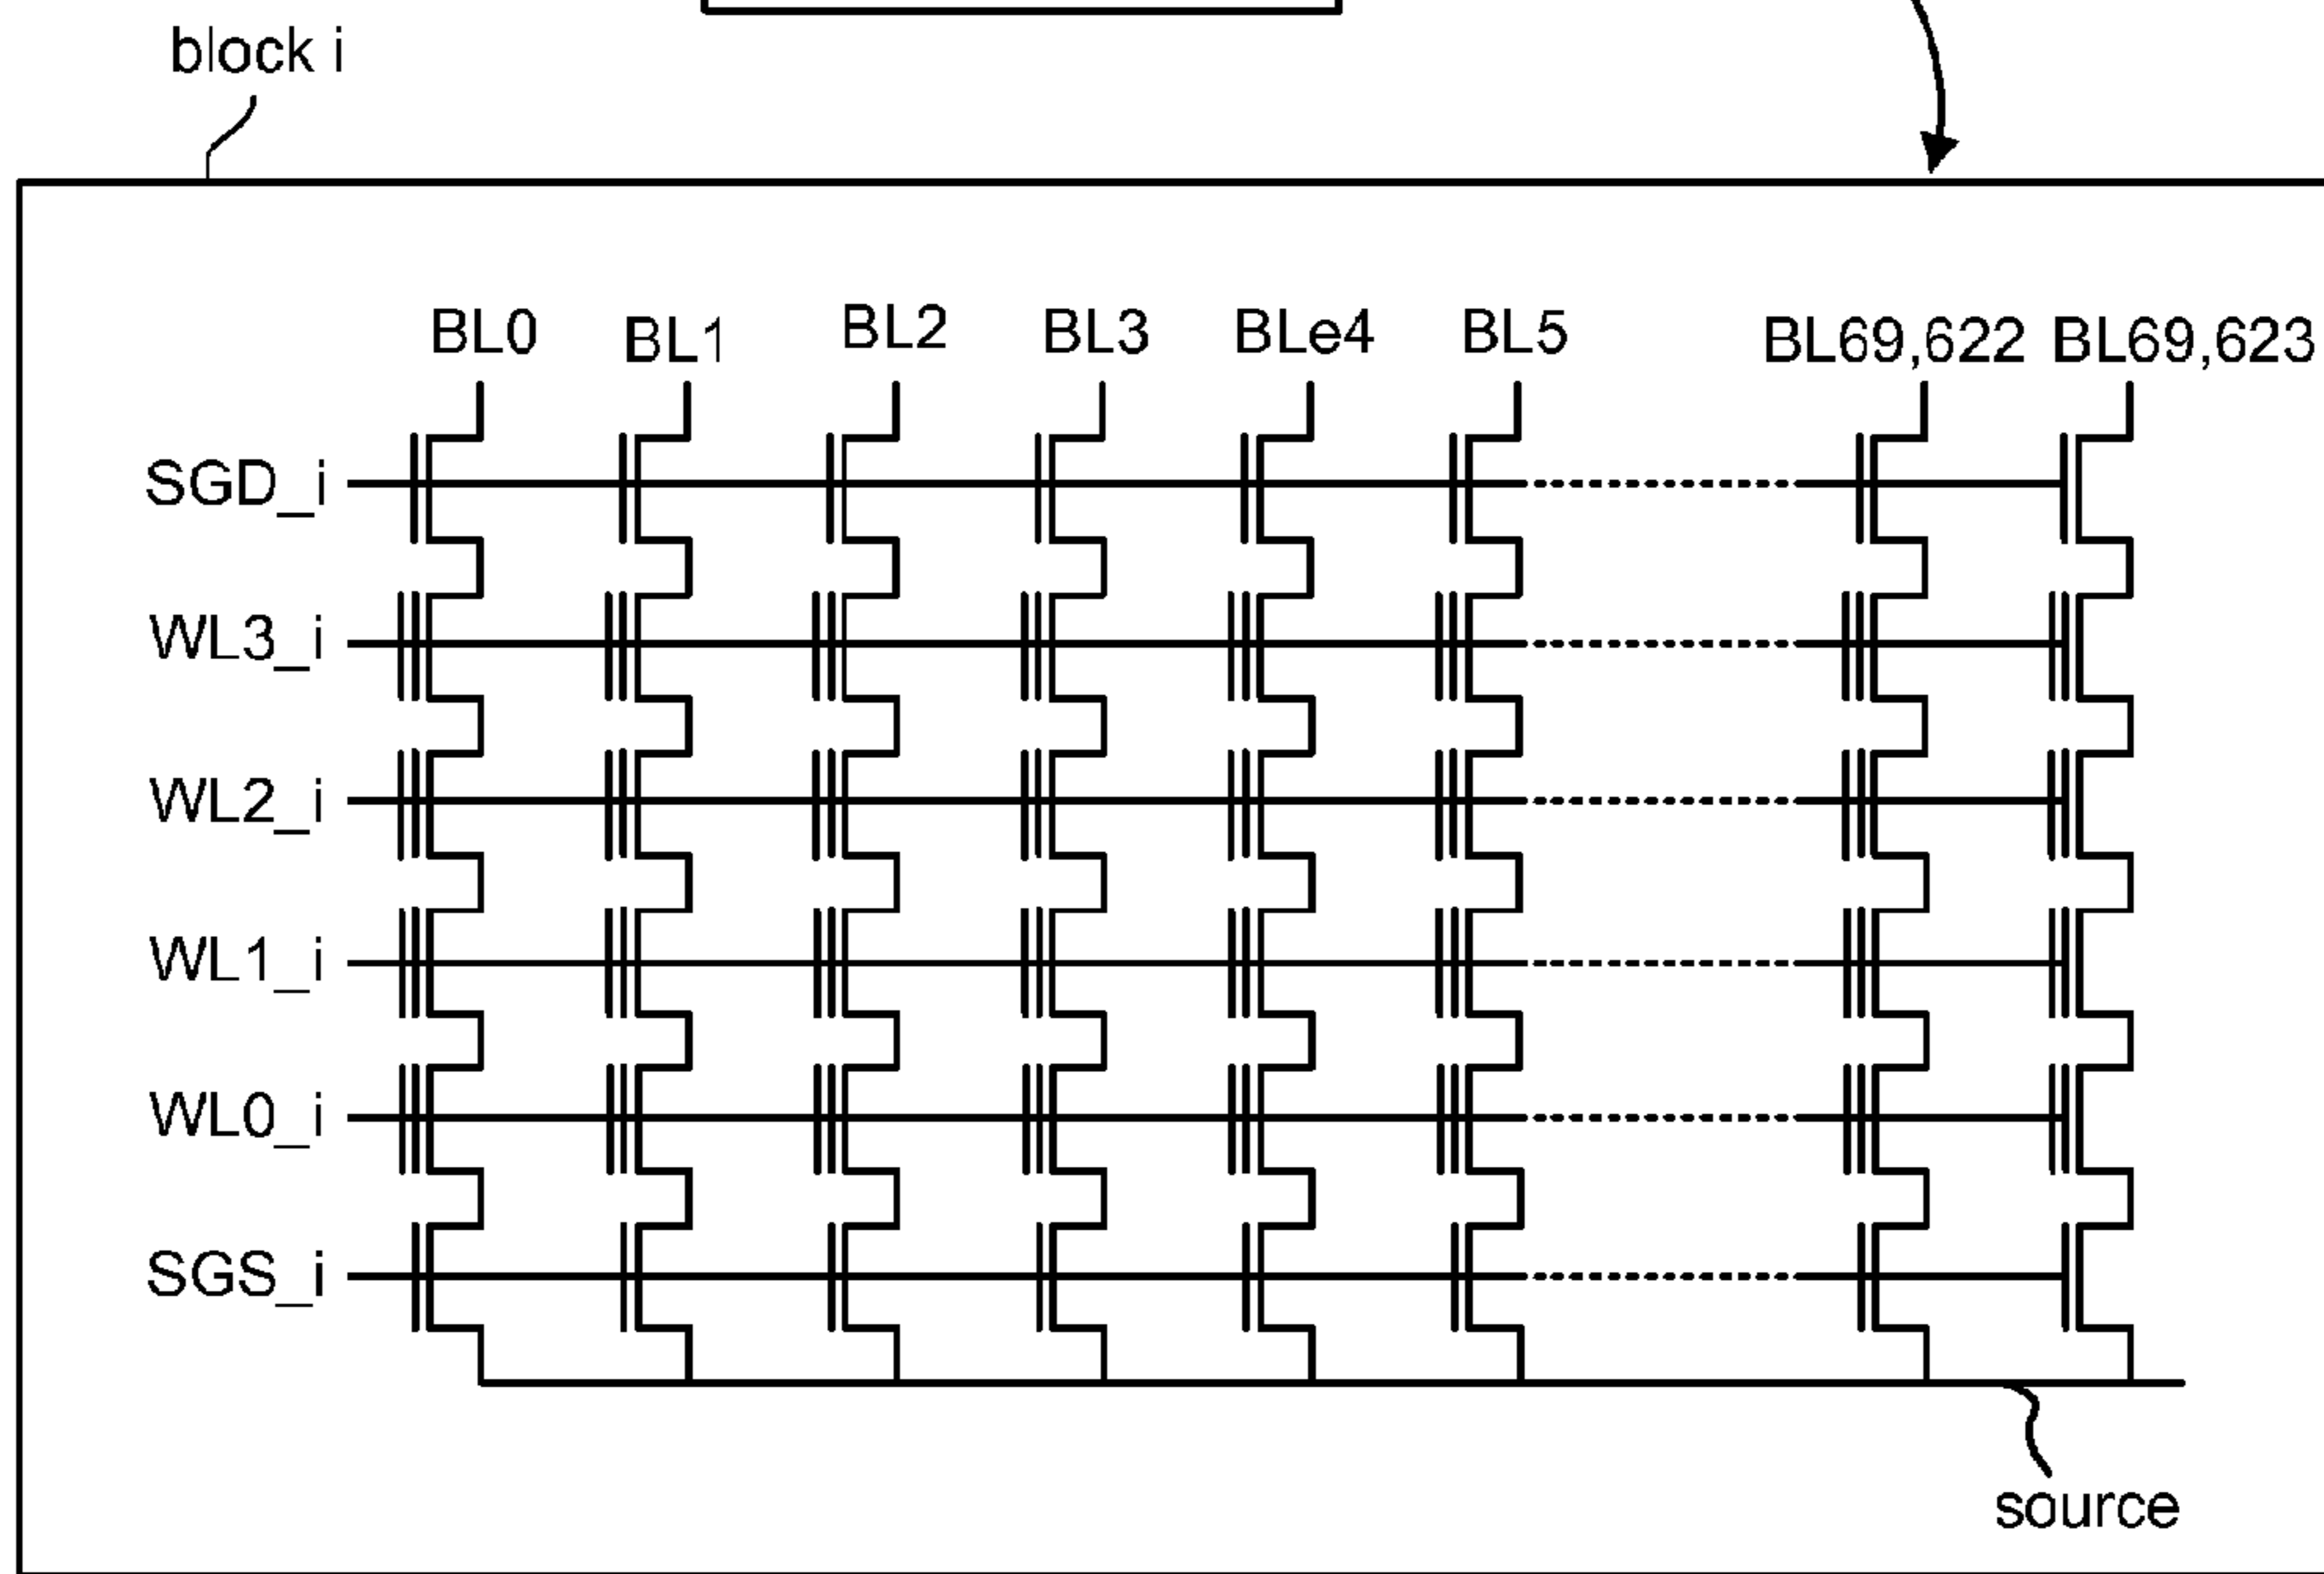 block i
BL0 BL1 BL2 BL3 BLe4 BL5 BL69,622 BL69,623
SGD_i
WL3_i
WL2_i
WL1_i
WL0_i
SGS_i
source